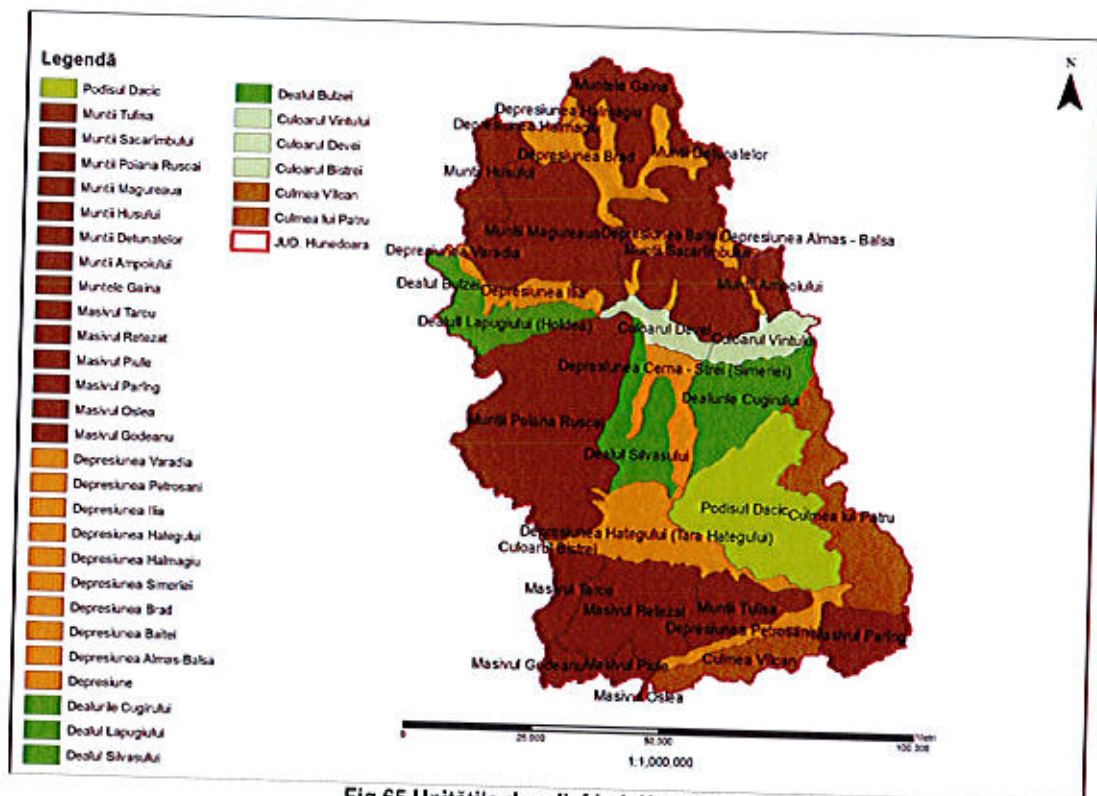 Legendă
Podisul Dacic
Muntii Tulisa
Muntii Sacarimbului
Muntii Poiana Ruscai
Muntii Magureaua
Muntii Husului
Muntii Detunatelor
Muntii Ampoiului
Muntele Gaina
Masivul Tarcu
Masivul Retezat
Masivul Piule
Masivul Paring
Masivul Oslea
Masivul Godeanu
Depresiunea Varadia
Depresiunea Petrosani
Depresiunea Ilia
Depresiunea Hategului
Depresiunea Halmagiu
Depresiunea Simeriei
Depresiunea Brad
Depresiunea Baitei
Depresiunea Almas-Balsa
Depresiune
Dealurile Cugirului
Dealul Lapugiului
Dealul Silvasului
Dealul Bulzei
Culoarul Vintului
Culoarul Devei
Culoarul Bistrei
Culmea Vilcan
Culmea lui Patru
JUD. Hunedoara
N
Muntele Gaina
Depresiunea Halmagiu
Depresiunea Halmagiu
Depresiunea Brad
Muntii Detunatelor
Muntii Husului
Muntii Magureaua
Depresiunea Baitei
Depresiunea Almas - Balsa
Muntii Sacarimbului
Depresiunea Varadia
Dealul Bulzei
Depresiunea Ilia
Muntii Ampoiului
Dealul Lapugiului (Holdea)
Culoarul Devei
Culoarul Vintului
Depresiunea Cerna - Strei (Simeriei)
Dealurile Cugirului
Muntii Poiana Ruscai
Dealul Silvasului
Podisul Dacic
Culmea lui Patru
Depresiunea Hategului (Tara Hategului)
Culoarul Bistrei
Masivul Tarcu
Masivul Retezat
Muntii Tulisa
Depresiunea Petrosani
Masivul Paring
Masivul Godeanu
Masivul Piule
Culmea Vilcan
Masivul Oslea
0
25.000
50.000
100.000
Metri
1:1,000,000